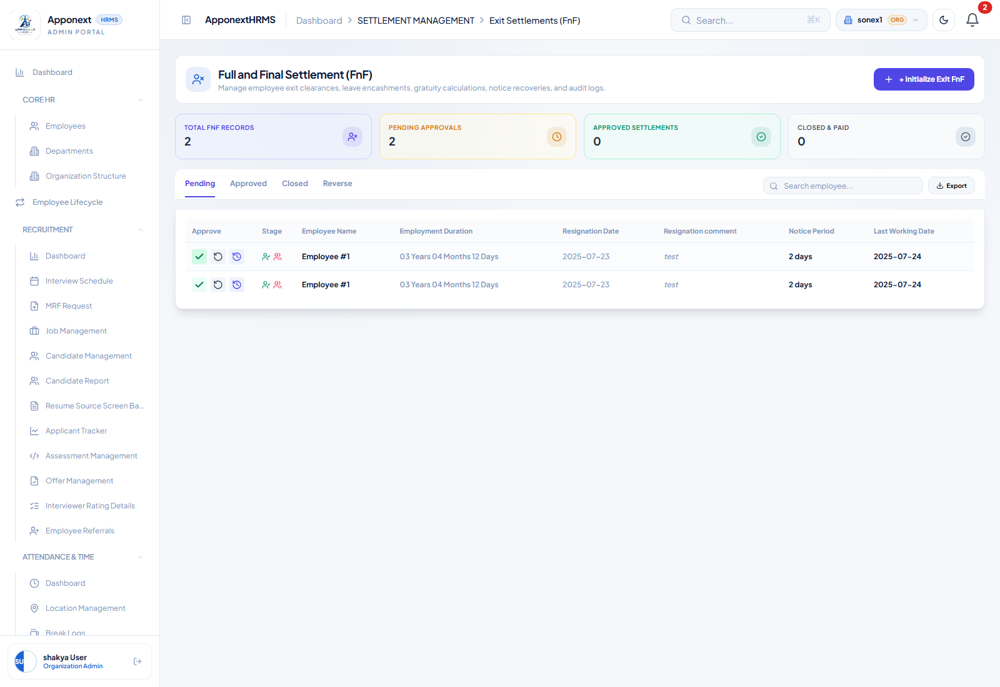 Apponext HRMS
ADMIN PORTAL
Dashboard
CORE HR
Employees
Departments
Organization Structure
Employee Lifecycle
RECRUITMENT
Dashboard
Interview Schedule
MRF Request
Job Management
Candidate Management
Candidate Report
Resume Source Screen Ba...
Applicant Tracker
Assessment Management
Offer Management
Interviewer Rating Details
Employee Referrals
ATTENDANCE & TIME
Dashboard
Location Management
Break Logs
SU
shakya User
Organization Admin
ApponextHRMS
Dashboard > SETTLEMENT MANAGEMENT > Exit Settlements (FnF)
Search... ⌘K
sonex1 ORG
2
Full and Final Settlement (FnF)
Manage employee exit clearances, leave encashments, gratuity calculations, notice recoveries, and audit logs.
+ Initialize Exit FnF
TOTAL FNF RECORDS
2
PENDING APPROVALS
2
APPROVED SETTLEMENTS
0
CLOSED & PAID
0
Pending Approved Closed Reverse
Search employee...
Export
Approve Stage Employee Name Employment Duration Resignation Date Resignation comment Notice Period Last Working Date
Employee #1 03 Years 04 Months 12 Days 2025-07-23 test 2 days 2025-07-24
Employee #1 03 Years 04 Months 12 Days 2025-07-23 test 2 days 2025-07-24